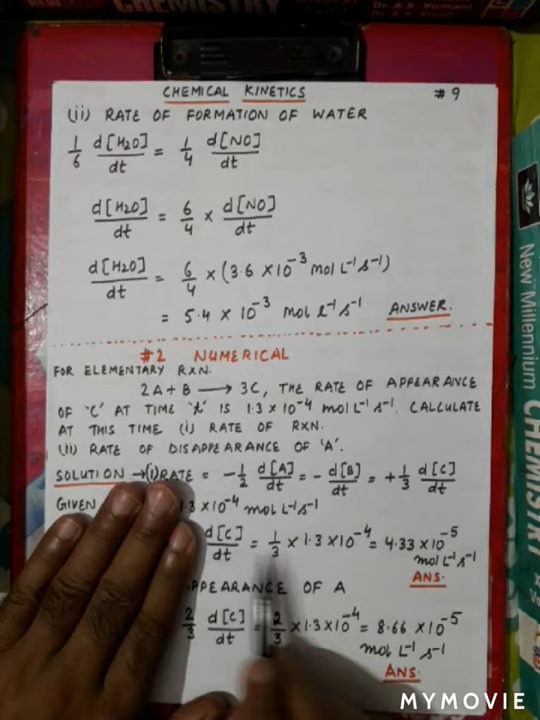 CHEMISTRY
Dr. A.K. Virmani
CHEMICAL KINETICS #9
(ii) RATE OF FORMATION OF WATER
1/6 d[H2O]/dt = 1/4 d[NO]/dt
d[H2O]/dt = 6/4 × d[NO]/dt
d[H2O]/dt = 6/4 × (3.6 × 10⁻³ mol L⁻¹ s⁻¹)
= 5.4 × 10⁻³ mol l⁻¹ s⁻¹ ANSWER.
#2 NUMERICAL
FOR ELEMENTARY RXN.
2A + B ⟶ 3C, THE RATE OF APPEARANCE
OF 'C' AT TIME 't' IS 1.3 × 10⁻⁴ mol L⁻¹ s⁻¹. CALCULATE
AT THIS TIME (i) RATE OF RXN.
(ii) RATE OF DISAPPEARANCE OF 'A'.
SOLUTION →(i) RATE = -1/2 d[A]/dt = - d[B]/dt = +1/3 d[C]/dt
GIVEN 1.3 × 10⁻⁴ mol L⁻¹ s⁻¹
d[C]/dt = 1/3 × 1.3 × 10⁻⁴ = 4.33 × 10⁻⁵
mol L⁻¹ s⁻¹
ANS.
APPEARANCE OF A
2/3 d[C]/dt = 2/3 × 1.3 × 10⁻⁴ = 8.66 × 10⁻⁵
mol L⁻¹ s⁻¹
ANS.
New Millennium
MYMOVIE